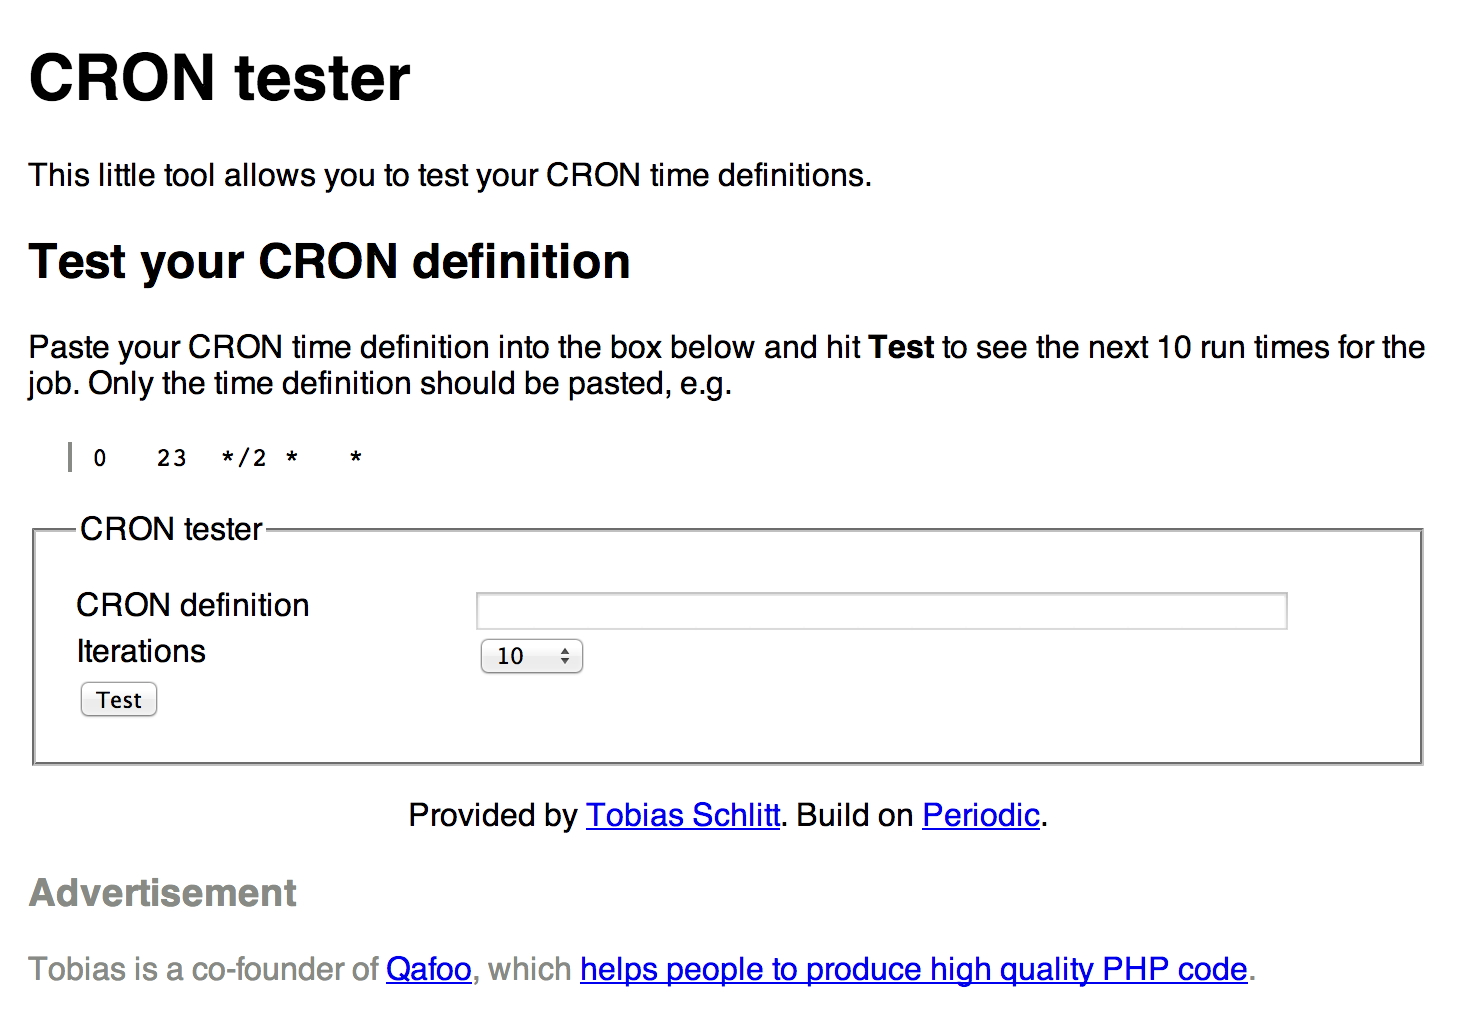 CRON tester
This little tool allows you to test your CRON time definitions.
Test your CRON definition
Paste your CRON time definition into the box below and hit Test to see the next 10 run times for the
job. Only the time definition should be pasted, e.g.
0 23 */2 * *
CRON tester
CRON definition
Iterations 10
Test
Provided by Tobias Schlitt. Build on Periodic.
Advertisement
Tobias is a co-founder of Qafoo, which helps people to produce high quality PHP code.